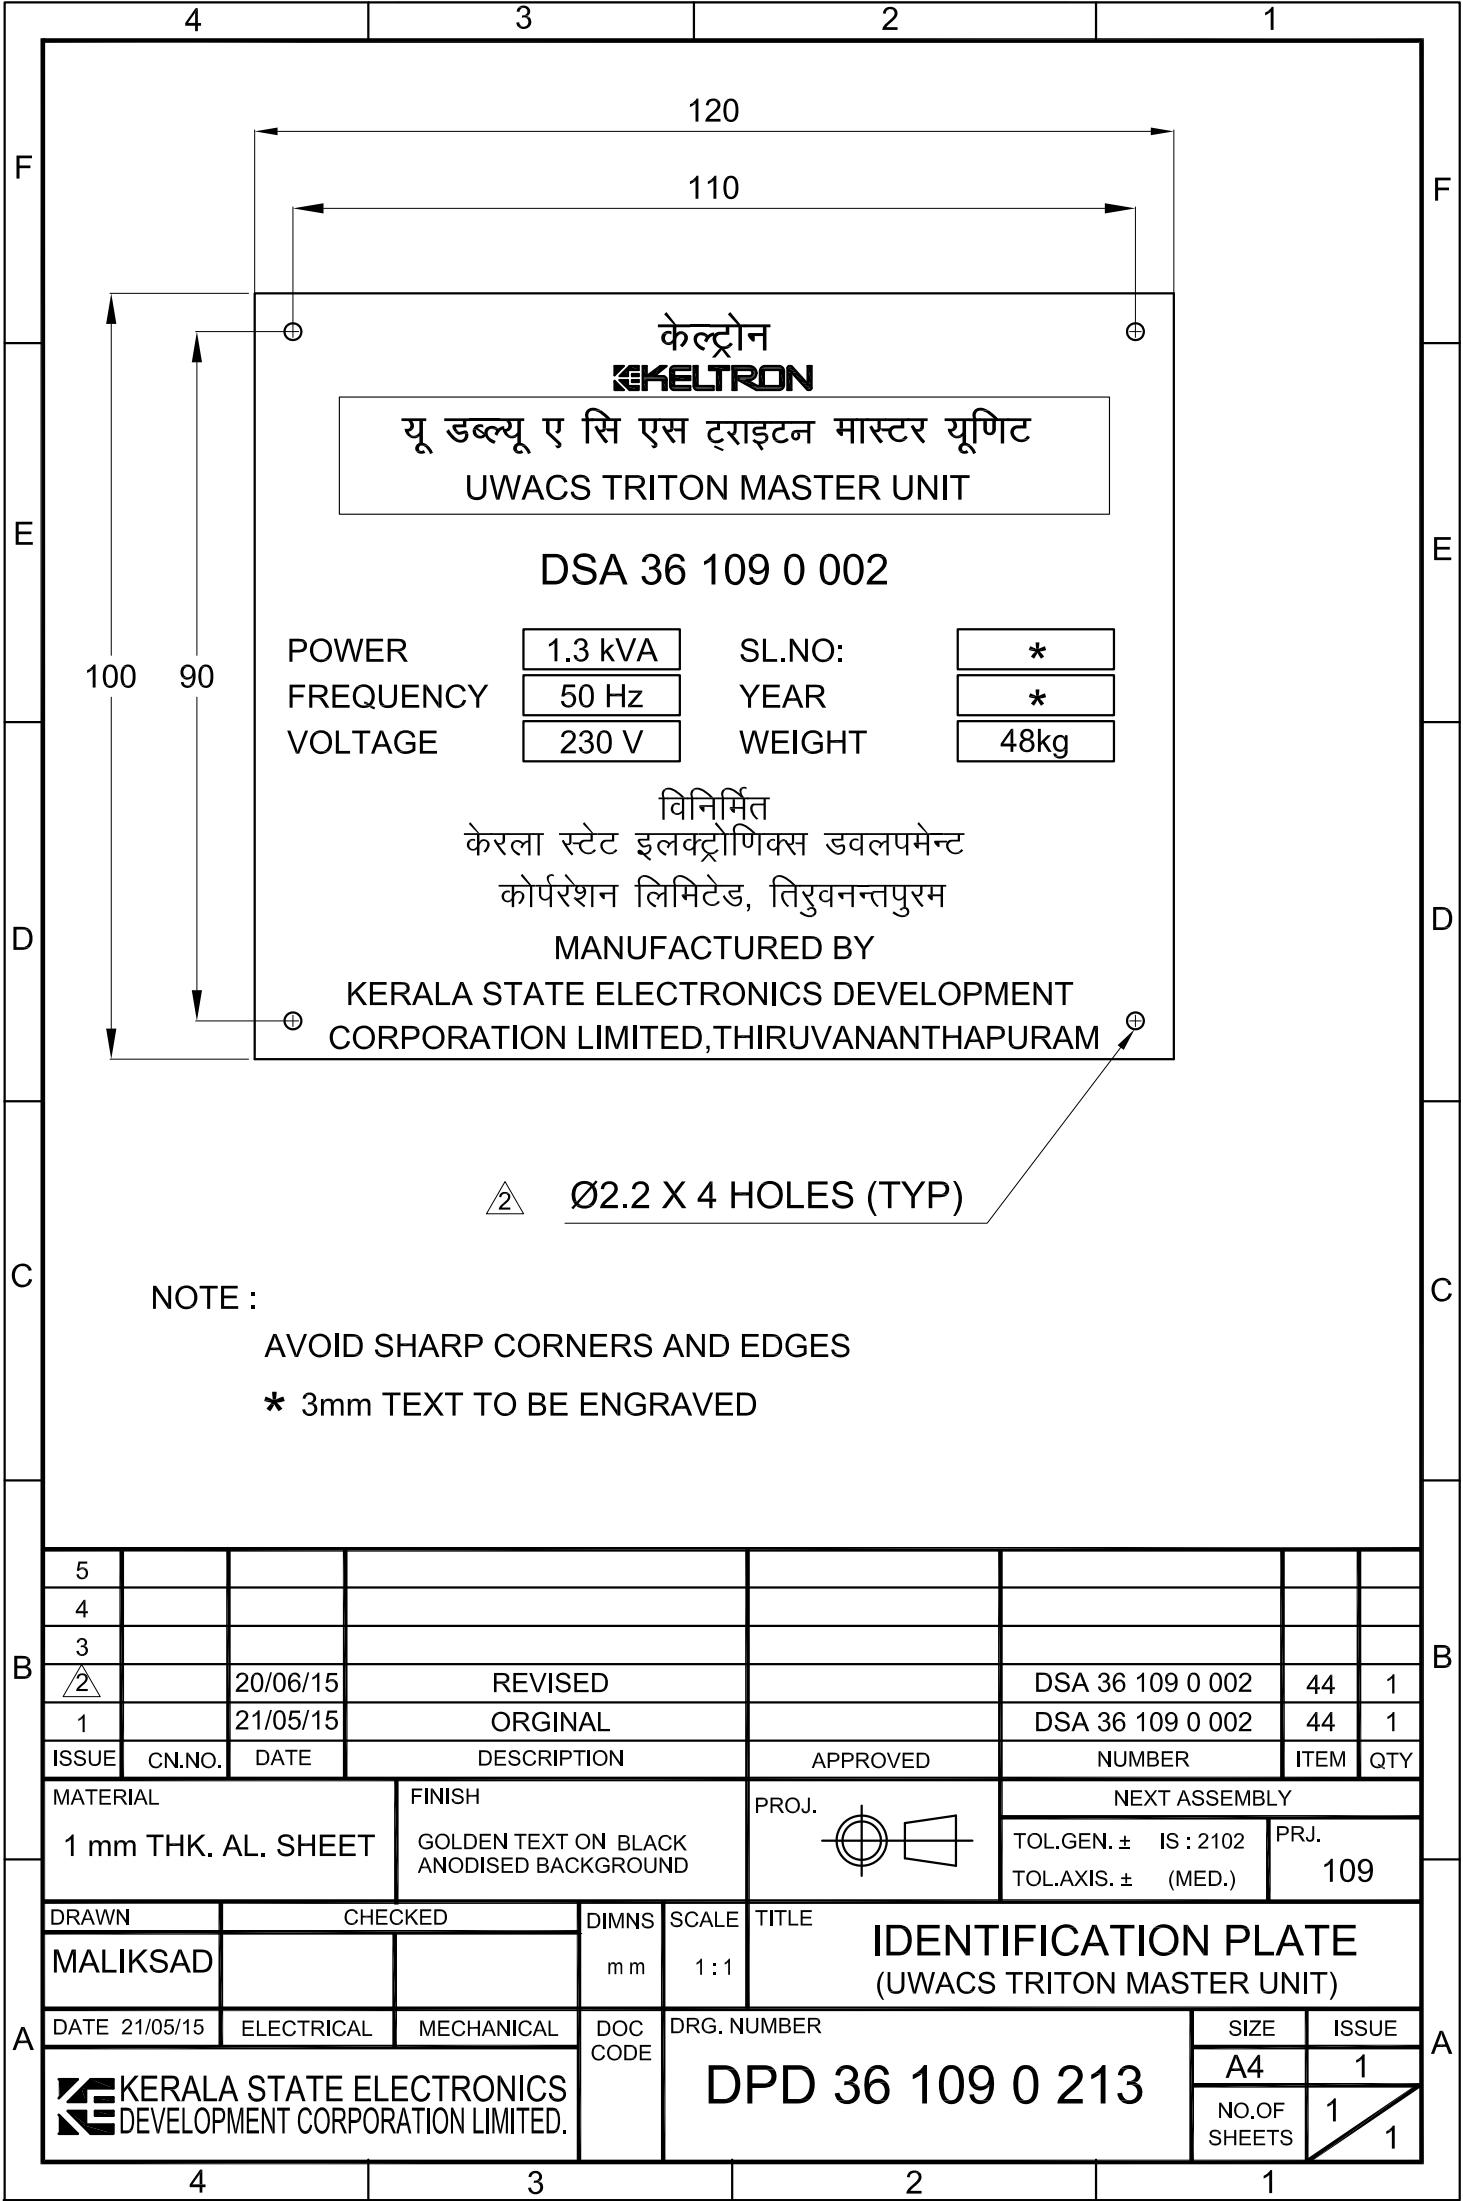 4 3 2 1
F
F
E
E
D
D
C
C
B
B
A
A
120
110
100
90
केल्ट्रोन
KELTRON
यू डब्ल्यू ए सि एस ट्राइटन मास्टर यूणिट
UWACS TRITON MASTER UNIT
DSA 36 109 0 002
POWER 1.3 kVA SL.NO: *
FREQUENCY 50 Hz YEAR *
VOLTAGE 230 V WEIGHT 48kg
विनिर्मित
केरला स्टेट इलक्ट्रोणिक्स डवलपमेन्ट
कोर्परेशन लिमिटेड, तिरुवनन्तपुरम
MANUFACTURED BY
KERALA STATE ELECTRONICS DEVELOPMENT
CORPORATION LIMITED,THIRUVANANTHAPURAM
2 Ø2.2 X 4 HOLES (TYP)
NOTE :
AVOID SHARP CORNERS AND EDGES
* 3mm TEXT TO BE ENGRAVED
5
4
3
2 20/06/15 REVISED DSA 36 109 0 002 44 1
1 21/05/15 ORGINAL DSA 36 109 0 002 44 1
ISSUE CN.NO. DATE DESCRIPTION APPROVED NUMBER ITEM QTY
MATERIAL
1 mm THK. AL. SHEET
FINISH
GOLDEN TEXT ON BLACK
ANODISED BACKGROUND
PROJ.
NEXT ASSEMBLY
TOL.GEN. ± IS : 2102
TOL.AXIS. ± (MED.)
PRJ.
109
DRAWN
MALIKSAD
CHECKED
DIMNS
m m
SCALE
1 : 1
TITLE
IDENTIFICATION PLATE
(UWACS TRITON MASTER UNIT)
DATE 21/05/15 ELECTRICAL MECHANICAL
DOC
CODE
DRG. NUMBER
DPD 36 109 0 213
SIZE
A4
ISSUE
1
NO.OF
SHEETS
1
1
KERALA STATE ELECTRONICS
DEVELOPMENT CORPORATION LIMITED.
4 3 2 1